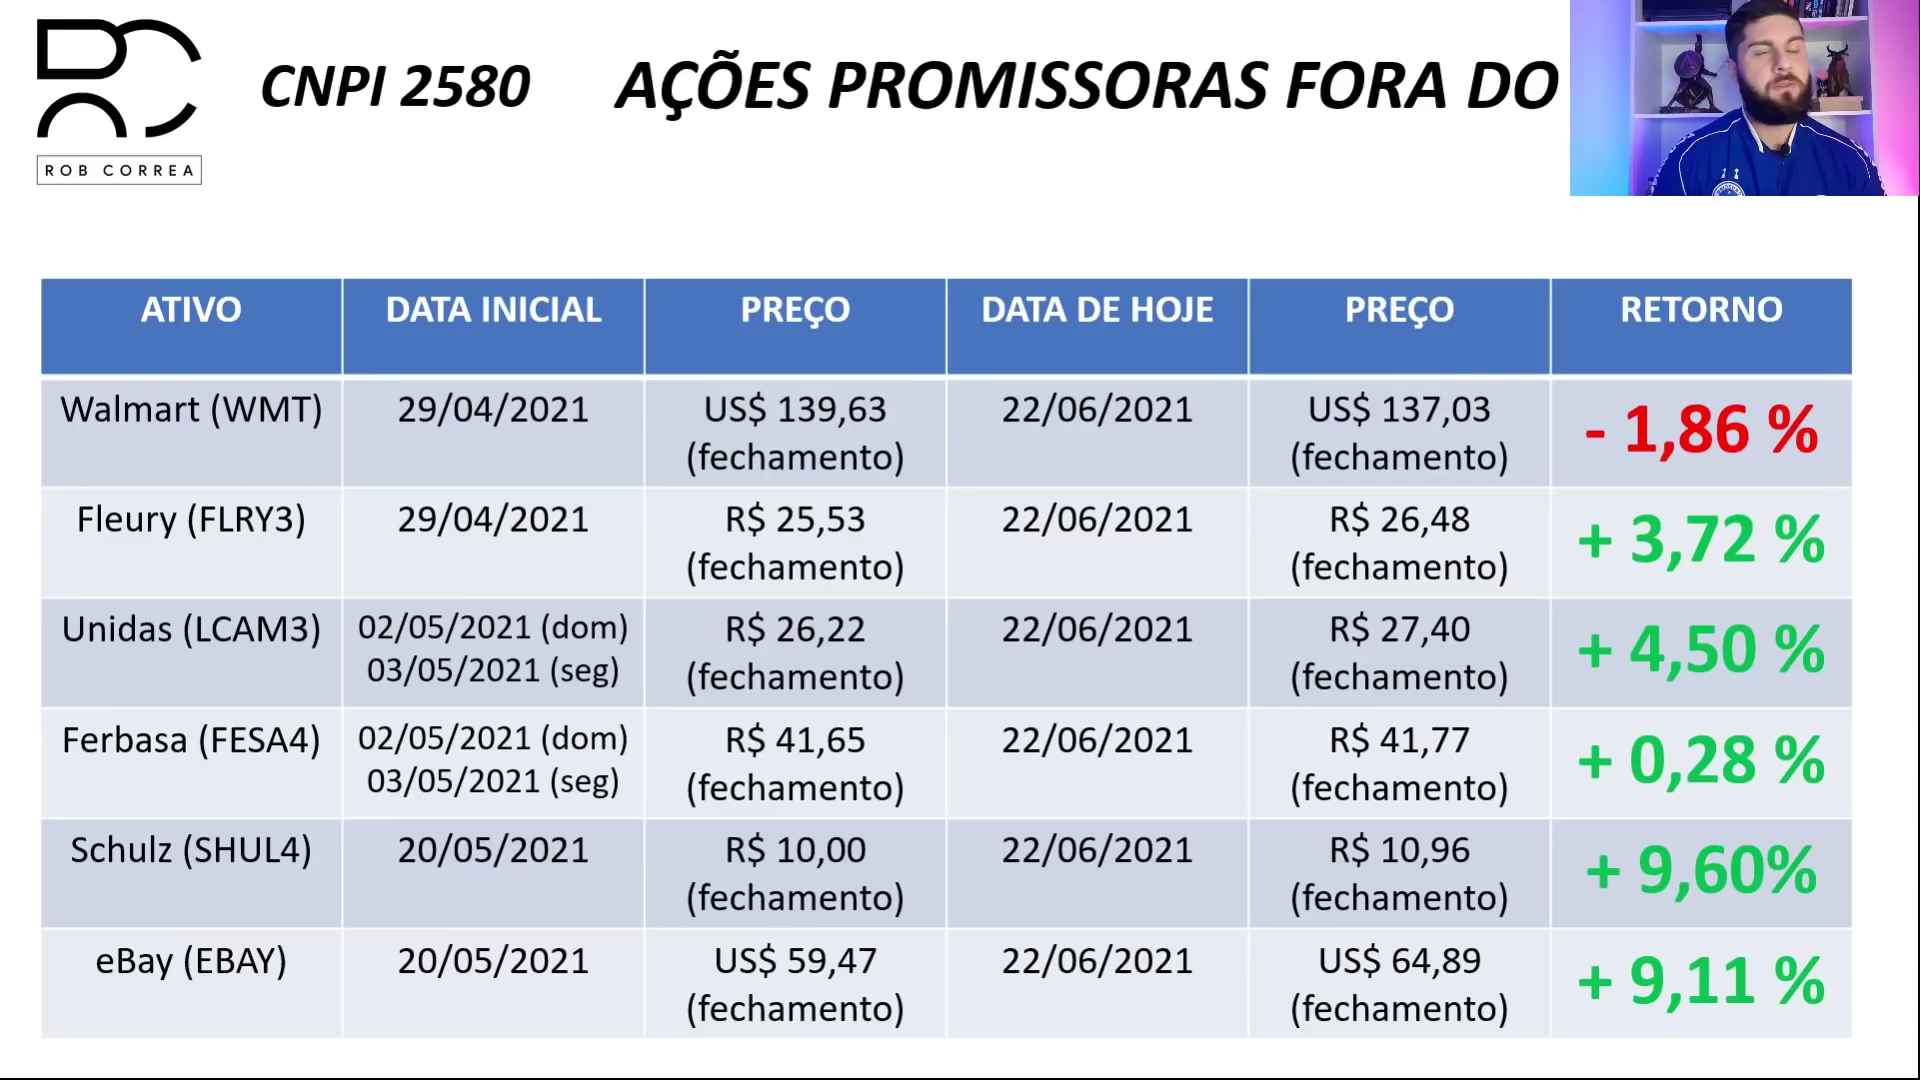 ROB CORREA
CNPI 2580
AÇÕES PROMISSORAS FORA DO
ATIVO DATA INICIAL PREÇO DATA DE HOJE PREÇO RETORNO
Walmart (WMT) 29/04/2021 US$ 139,63 (fechamento) 22/06/2021 US$ 137,03 (fechamento) - 1,86 %
Fleury (FLRY3) 29/04/2021 R$ 25,53 (fechamento) 22/06/2021 R$ 26,48 (fechamento) + 3,72 %
Unidas (LCAM3) 02/05/2021 (dom) 03/05/2021 (seg) R$ 26,22 (fechamento) 22/06/2021 R$ 27,40 (fechamento) + 4,50 %
Ferbasa (FESA4) 02/05/2021 (dom) 03/05/2021 (seg) R$ 41,65 (fechamento) 22/06/2021 R$ 41,77 (fechamento) + 0,28 %
Schulz (SHUL4) 20/05/2021 R$ 10,00 (fechamento) 22/06/2021 R$ 10,96 (fechamento) + 9,60%
eBay (EBAY) 20/05/2021 US$ 59,47 (fechamento) 22/06/2021 US$ 64,89 (fechamento) + 9,11 %